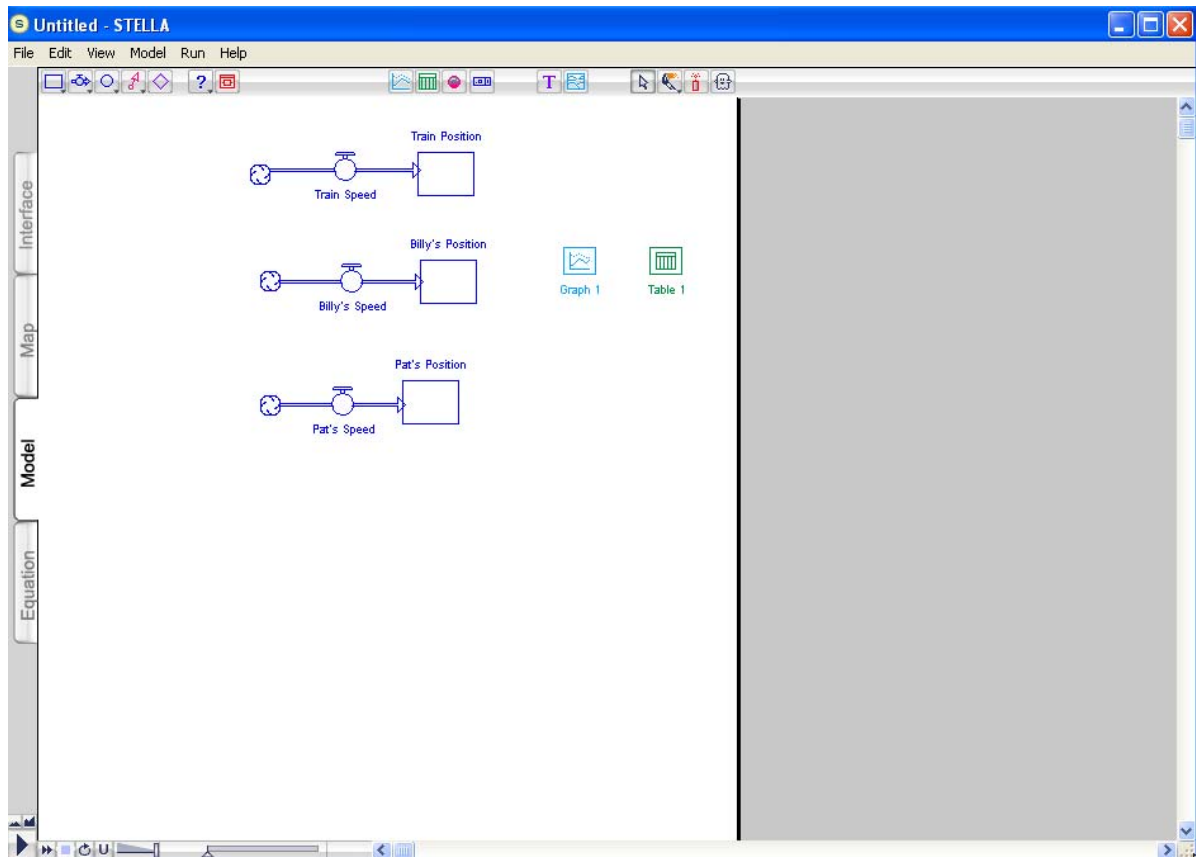 S Untitled - STELLA
File Edit View Model Run Help
? T
Train Position
Train Speed
Interface
Billy's Position
Billy's Speed
Graph 1 Table 1
Map
Pat's Position
Pat's Speed
Model
Equation
U